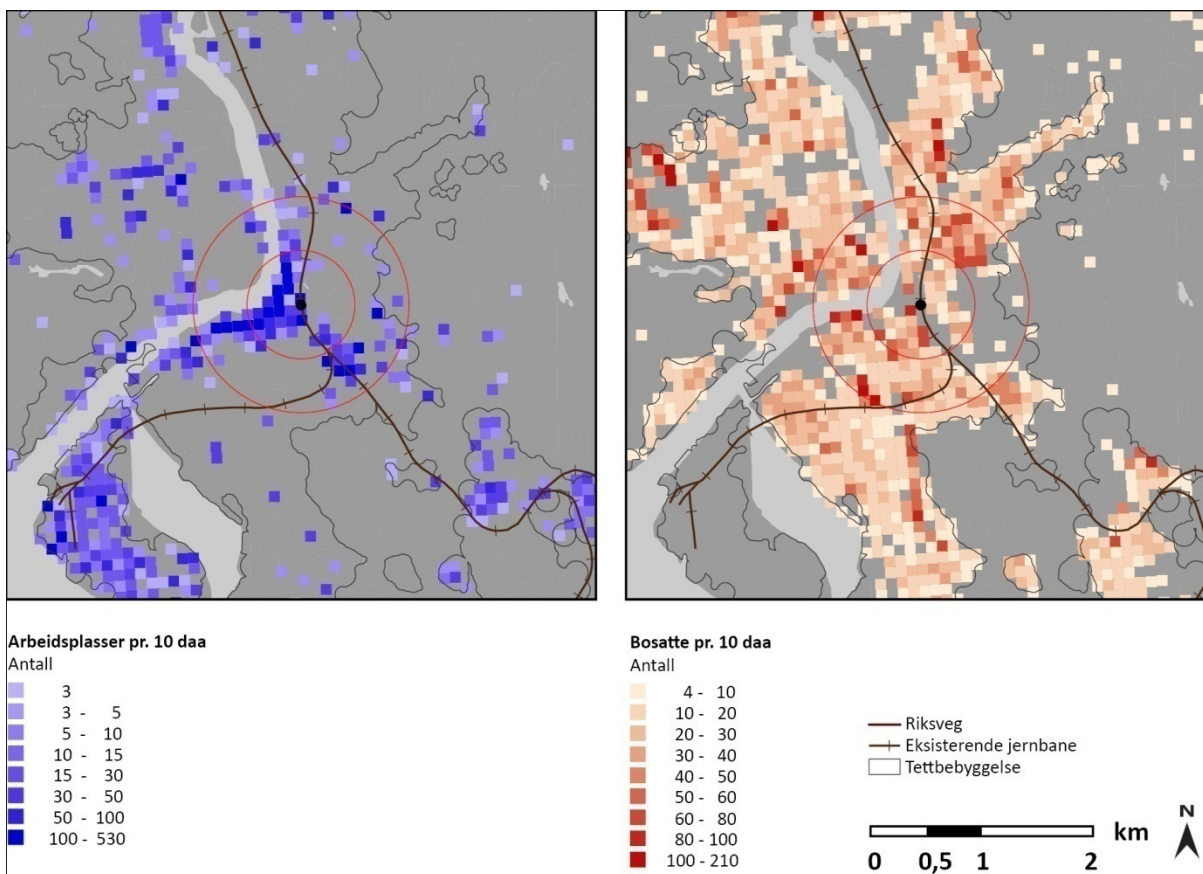 Arbeidsplasser pr. 10 daa
Antall
3
3 - 5
5 - 10
10 - 15
15 - 30
30 - 50
50 - 100
100 - 530
Bosatte pr. 10 daa
Antall
4 - 10
10 - 20
20 - 30
30 - 40
40 - 50
50 - 60
60 - 80
80 - 100
100 - 210
Riksveg
Eksisterende jernbane
Tettbebyggelse
km
0 0,5 1 2
N